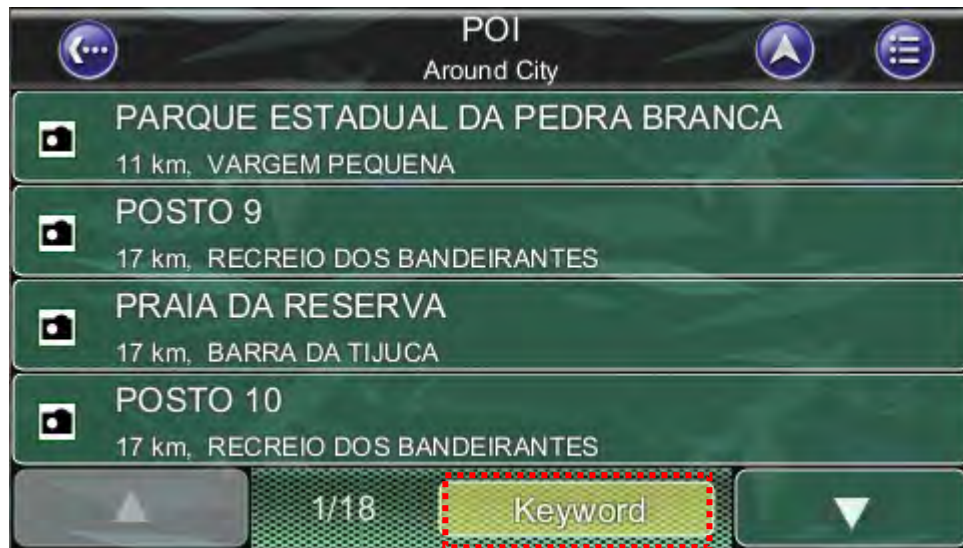 POI
Around City
PARQUE ESTADUAL DA PEDRA BRANCA
11 km, VARGEM PEQUENA
POSTO 9
17 km, RECREIO DOS BANDEIRANTES
PRAIA DA RESERVA
17 km, BARRA DA TIJUCA
POSTO 10
17 km, RECREIO DOS BANDEIRANTES
1/18 Keyword